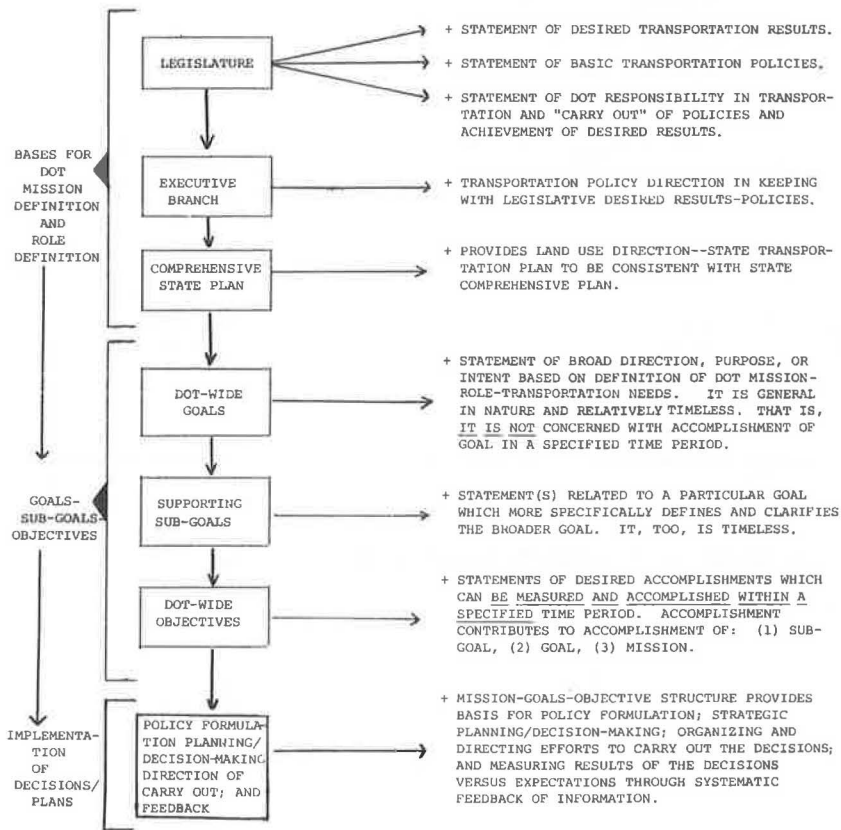 LEGISLATURE
+ STATEMENT OF DESIRED TRANSPORTATION RESULTS.
+ STATEMENT OF BASIC TRANSPORTATION POLICIES.
+ STATEMENT OF DOT RESPONSIBILITY IN TRANSPOR-
TATION AND "CARRY OUT" OF POLICIES AND
ACHIEVEMENT OF DESIRED RESULTS.
BASES FOR
DOT
MISSION
DEFINITION
AND
ROLE
DEFINITION
EXECUTIVE
BRANCH
+ TRANSPORTATION POLICY DIRECTION IN KEEPING
WITH LEGISLATIVE DESIRED RESULTS-POLICIES.
COMPREHENSIVE
STATE PLAN
+ PROVIDES LAND USE DIRECTION--STATE TRANSPOR-
TATION PLAN TO BE CONSISTENT WITH STATE
COMPREHENSIVE PLAN.
DOT-WIDE
GOALS
+ STATEMENT OF BROAD DIRECTION, PURPOSE, OR
INTENT BASED ON DEFINITION OF DOT MISSION-
ROLE-TRANSPORTATION NEEDS. IT IS GENERAL
IN NATURE AND RELATIVELY TIMELESS. THAT IS,
IT IS NOT CONCERNED WITH ACCOMPLISHMENT OF
GOAL IN A SPECIFIED TIME PERIOD.
GOALS-
SUB-GOALS-
OBJECTIVES
SUPPORTING
SUB-GOALS
+ STATEMENT(S) RELATED TO A PARTICULAR GOAL
WHICH MORE SPECIFICALLY DEFINES AND CLARIFIES
THE BROADER GOAL. IT, TOO, IS TIMELESS.
DOT-WIDE
OBJECTIVES
+ STATEMENTS OF DESIRED ACCOMPLISHMENTS WHICH
CAN BE MEASURED AND ACCOMPLISHED WITHIN A
SPECIFIED TIME PERIOD. ACCOMPLISHMENT
CONTRIBUTES TO ACCOMPLISHMENT OF: (1) SUB-
GOAL, (2) GOAL, (3) MISSION.
IMPLEMENTA-
TION
OF
DECISIONS/
PLANS
POLICY FORMULA-
TION PLANNING/
DECISION-MAKING
DIRECTION OF
CARRY OUT; AND
FEEDBACK
+ MISSION-GOALS-OBJECTIVE STRUCTURE PROVIDES
BASIS FOR POLICY FORMULATION; STRATEGIC
PLANNING/DECISION-MAKING; ORGANIZING AND
DIRECTING EFFORTS TO CARRY OUT THE DECISIONS;
AND MEASURING RESULTS OF THE DECISIONS
VERSUS EXPECTATIONS THROUGH SYSTEMATIC
FEEDBACK OF INFORMATION.